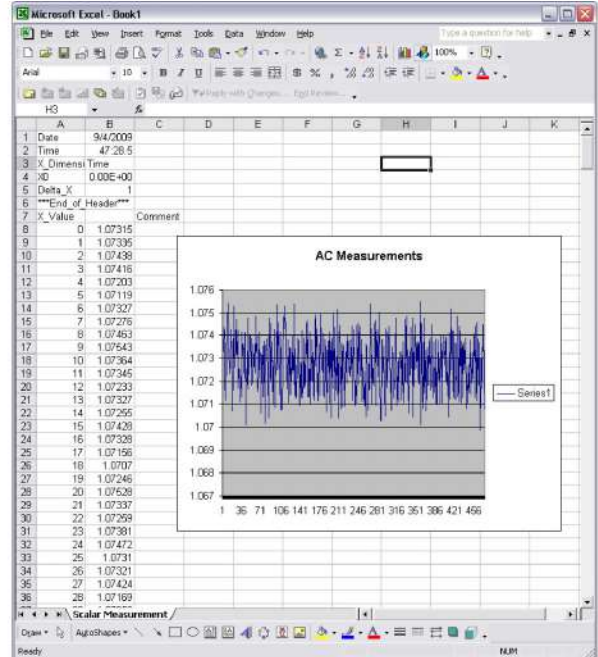 Microsoft Excel - Book1
File Edit View Insert Format Tools Data Window Help Type a question for help
100%
Arial 10 B I U $ % ,
Reply with Changes... End Review...
H3 fx
A B C D E F G H I J K
1 Date 9/4/2009
2 Time 47:28.5
3 X_Dimensi Time
4 X0 0.00E+00
5 Delta_X 1
6 ***End_of_Header***
7 X_Value Comment
8 0 1.07315
9 1 1.07335
10 2 1.07438
11 3 1.07416
12 4 1.07203
13 5 1.07119
14 6 1.07327
15 7 1.07276
16 8 1.07463
17 9 1.07543
18 10 1.07364
19 11 1.07345
20 12 1.07233
21 13 1.07327
22 14 1.07255
23 15 1.07428
24 16 1.07328
25 17 1.07156
26 18 1.0707
27 19 1.07246
28 20 1.07528
29 21 1.07337
30 22 1.07259
31 23 1.07381
32 24 1.07472
33 25 1.0731
34 26 1.07321
35 27 1.07424
36 28 1.07169
AC Measurements
1.076
1.075
1.074
1.073
1.072
1.071
1.07
1.069
1.068
1.067
1 36 71 106 141 176 211 246 281 316 351 386 421 456
Series1
Scalar Measurement
Draw AutoShapes
Ready NUM